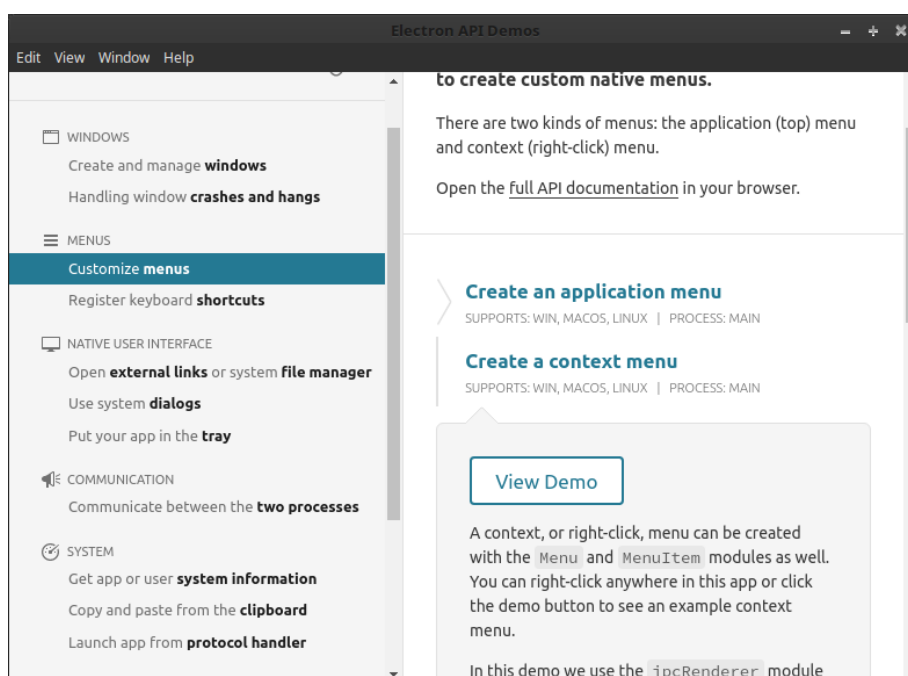 Electron API Demos
Edit View Window Help
WINDOWS
Create and manage windows
Handling window crashes and hangs
MENUS
Customize menus
Register keyboard shortcuts
NATIVE USER INTERFACE
Open external links or system file manager
Use system dialogs
Put your app in the tray
COMMUNICATION
Communicate between the two processes
SYSTEM
Get app or user system information
Copy and paste from the clipboard
Launch app from protocol handler
to create custom native menus.
There are two kinds of menus: the application (top) menu
and context (right-click) menu.
Open the full API documentation in your browser.
Create an application menu
SUPPORTS: WIN, MACOS, LINUX | PROCESS: MAIN
Create a context menu
SUPPORTS: WIN, MACOS, LINUX | PROCESS: MAIN
View Demo
A context, or right-click, menu can be created
with the Menu and MenuItem modules as well.
You can right-click anywhere in this app or click
the demo button to see an example context
menu.
In this demo we use the ipcRenderer module